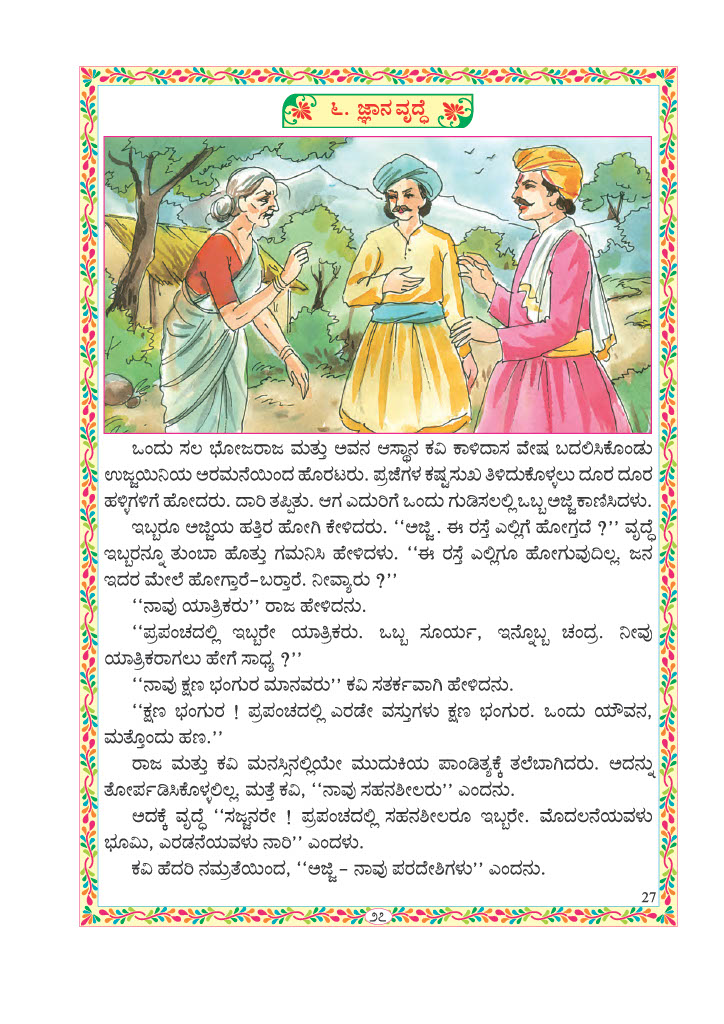 ೬. ಜ್ಞಾನವೃದ್ಧೆ
ಒಂದು ಸಲ ಭೋಜರಾಜ ಮತ್ತು ಅವನ ಆಸ್ಥಾನ ಕವಿ ಕಾಳಿದಾಸ ವೇಷ ಬದಲಿಸಿಕೊಂಡು
ಉಜ್ಜಯಿನಿಯ ಅರಮನೆಯಿಂದ ಹೊರಟರು. ಪ್ರಜೆಗಳ ಕಷ್ಟಸುಖ ತಿಳಿದುಕೊಳ್ಳಲು ದೂರ ದೂರ
ಹಳ್ಳಿಗಳಿಗೆ ಹೋದರು. ದಾರಿ ತಪ್ಪಿತು. ಆಗ ಎದುರಿಗೆ ಒಂದು ಗುಡಿಸಲಲ್ಲಿ ಒಬ್ಬ ಅಜ್ಜಿ ಕಾಣಿಸಿದಳು.
ಇಬ್ಬರೂ ಅಜ್ಜಿಯ ಹತ್ತಿರ ಹೋಗಿ ಕೇಳಿದರು. ‘‘ಅಜ್ಜಿ. ಈ ರಸ್ತೆ ಎಲ್ಲಿಗೆ ಹೋಗ್ತದೆ ?’’ ವೃದ್ಧೆ
ಇಬ್ಬರನ್ನೂ ತುಂಬಾ ಹೊತ್ತು ಗಮನಿಸಿ ಹೇಳಿದಳು. ‘‘ಈ ರಸ್ತೆ ಎಲ್ಲಿಗೂ ಹೋಗುವುದಿಲ್ಲ. ಜನ
ಇದರ ಮೇಲೆ ಹೋಗ್ತಾರೆ–ಬರ‍್ತಾರೆ. ನೀವ್ಯಾರು ?’’
‘‘ನಾವು ಯಾತ್ರಿಕರು’’ ರಾಜ ಹೇಳಿದನು.
‘‘ಪ್ರಪಂಚದಲ್ಲಿ ಇಬ್ಬರೇ ಯಾತ್ರಿಕರು. ಒಬ್ಬ ಸೂರ್ಯ, ಇನ್ನೊಬ್ಬ ಚಂದ್ರ. ನೀವು
ಯಾತ್ರಿಕರಾಗಲು ಹೇಗೆ ಸಾಧ್ಯ ?’’
‘‘ನಾವು ಕ್ಷಣ ಭಂಗುರ ಮಾನವರು’’ ಕವಿ ಸತರ್ಕವಾಗಿ ಹೇಳಿದನು.
‘‘ಕ್ಷಣ ಭಂಗುರ ! ಪ್ರಪಂಚದಲ್ಲಿ ಎರಡೇ ವಸ್ತುಗಳು ಕ್ಷಣ ಭಂಗುರ. ಒಂದು ಯೌವನ,
ಮತ್ತೊಂದು ಹಣ.’’
ರಾಜ ಮತ್ತು ಕವಿ ಮನಸ್ಸಿನಲ್ಲಿಯೇ ಮುದುಕಿಯ ಪಾಂಡಿತ್ಯಕ್ಕೆ ತಲೆಬಾಗಿದರು. ಅದನ್ನು
ತೋರ್ಪಡಿಸಿಕೊಳ್ಳಲಿಲ್ಲ. ಮತ್ತೆ ಕವಿ, ‘‘ನಾವು ಸಹನಶೀಲರು’’ ಎಂದನು.
ಅದಕ್ಕೆ ವೃದ್ಧೆ ‘‘ಸಜ್ಜನರೇ ! ಪ್ರಪಂಚದಲ್ಲಿ ಸಹನಶೀಲರೂ ಇಬ್ಬರೇ. ಮೊದಲನೆಯವಳು
ಭೂಮಿ, ಎರಡನೆಯವಳು ನಾರಿ’’ ಎಂದಳು.
ಕವಿ ಹೆದರಿ ನಮ್ರತೆಯಿಂದ, ‘‘ಅಜ್ಜಿ – ನಾವು ಪರದೇಶಿಗಳು’’ ಎಂದನು.
27
೨೭